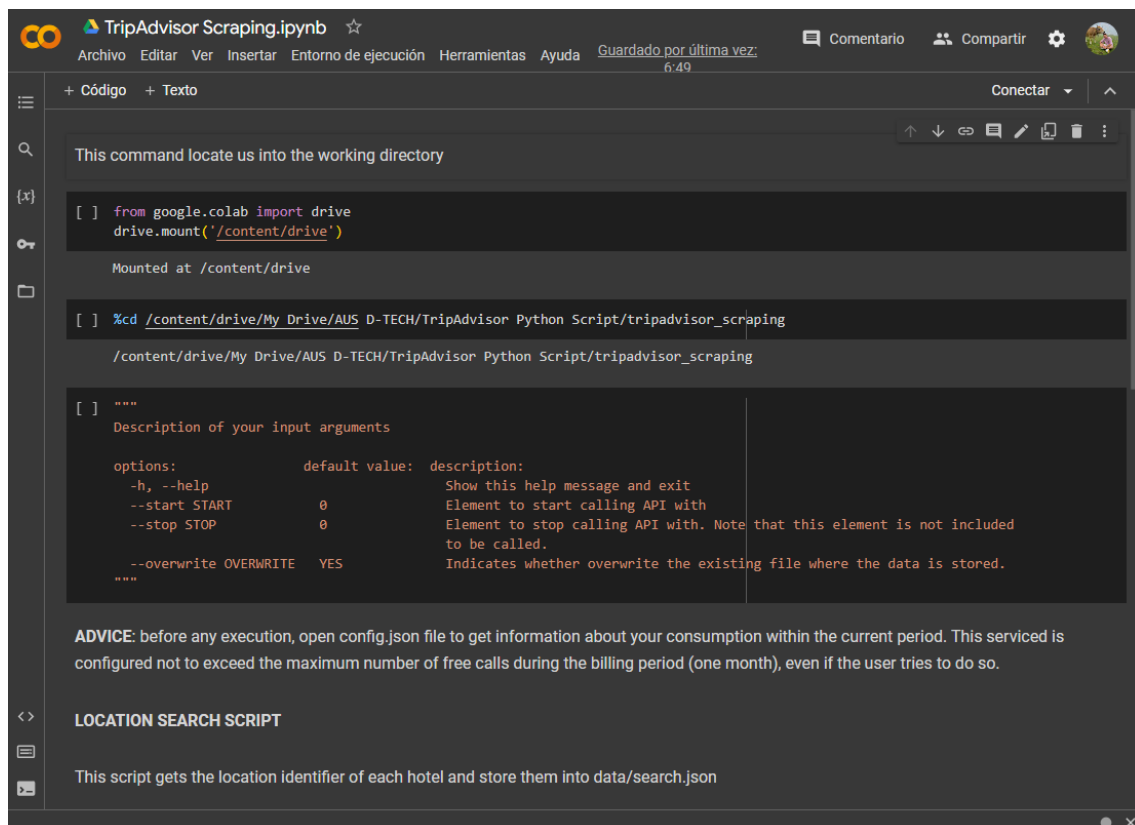 TripAdvisor Scraping.ipynb
Archivo Editar Ver Insertar Entorno de ejecución Herramientas Ayuda Guardado por última vez:
6:49
Comentario Compartir
+ Código + Texto
Conectar
This command locate us into the working directory
{x}
[ ] from google.colab import drive
drive.mount('/content/drive')
Mounted at /content/drive
[ ] %cd /content/drive/My Drive/AUS D-TECH/TripAdvisor Python Script/tripadvisor_scraping
/content/drive/My Drive/AUS D-TECH/TripAdvisor Python Script/tripadvisor_scraping
[ ] """
Description of your input arguments
options: default value: description:
-h, --help Show this help message and exit
--start START 0 Element to start calling API with
--stop STOP 0 Element to stop calling API with. Note that this element is not included
to be called.
--overwrite OVERWRITE YES Indicates whether overwrite the existing file where the data is stored.
"""
ADVICE: before any execution, open config.json file to get information about your consumption within the current period. This serviced is
configured not to exceed the maximum number of free calls during the billing period (one month), even if the user tries to do so.
LOCATION SEARCH SCRIPT
This script gets the location identifier of each hotel and store them into data/search.json